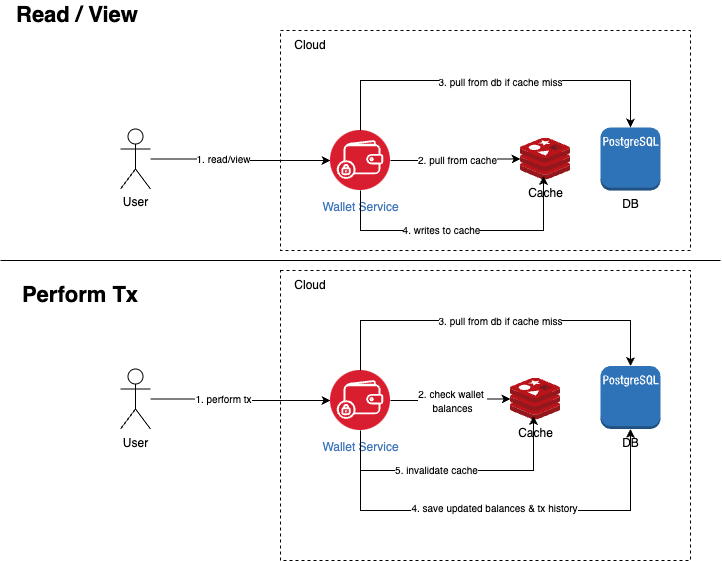 Read / View
Cloud
3. pull from db if cache miss
PostgreSQL
1. read/view
2. pull from cache
User
Cache
Wallet Service
DB
4. writes to cache
Perform Tx
Cloud
3. pull from db if cache miss
PostgreSQL
1. perform tx
2. check wallet
balances
User
Cache
Wallet Service
DB
5. invalidate cache
4. save updated balances & tx history